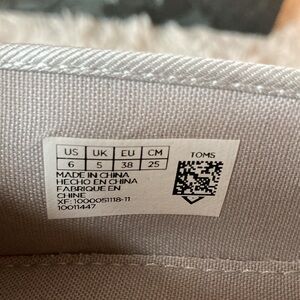 US UK EU CM TOMS
6 5 38 25
MADE IN CHINA
HECHO EN CHINA
FABRIQUE EN
CHINE
XF: 1000051118-11
10011447